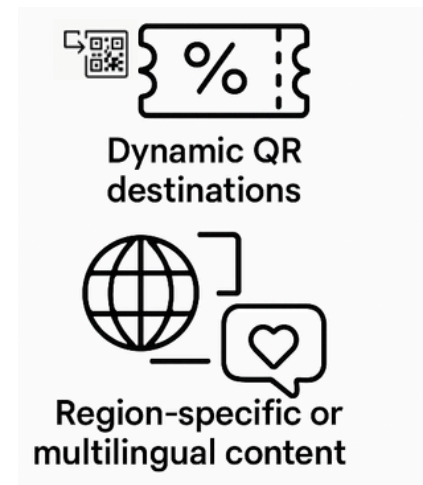 %
Dynamic QR
destinations
Region-specific or
multilingual content